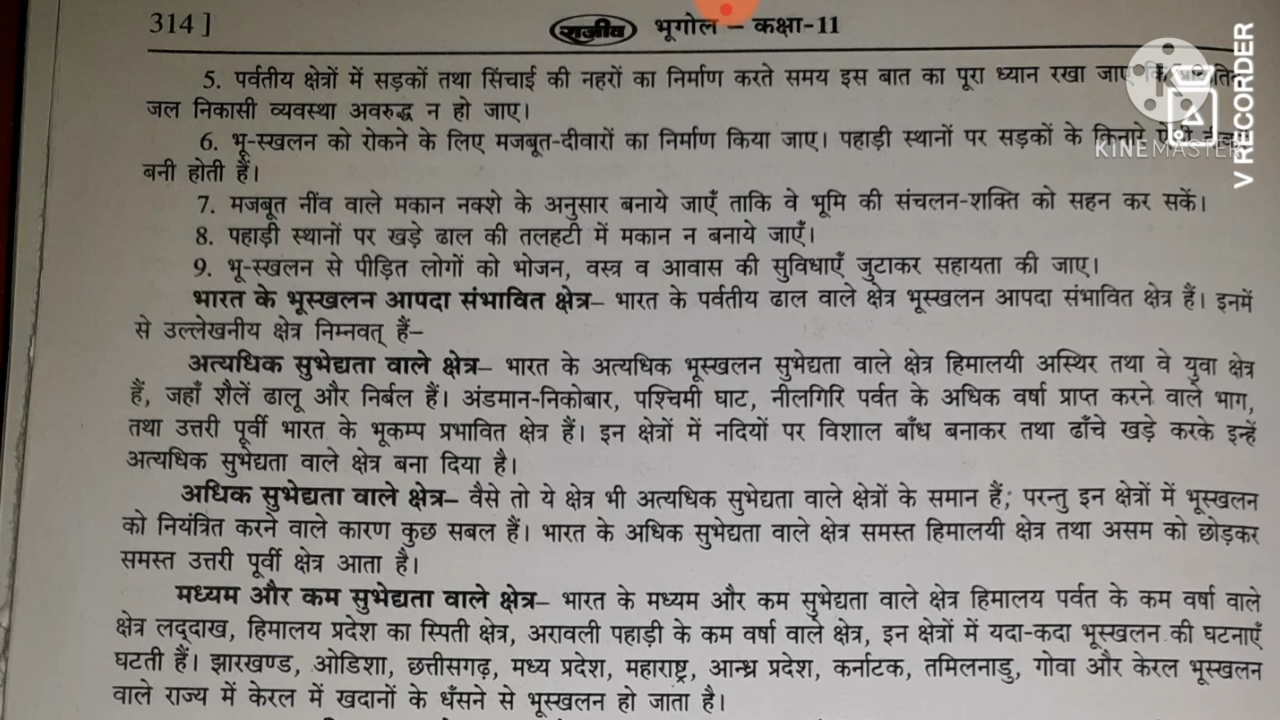 314 ]
राजीव भूगोल – कक्षा-11
5. पर्वतीय क्षेत्रों में सड़कों तथा सिंचाई की नहरों का निर्माण करते समय इस बात का पूरा ध्यान रखा जाए कि
जल निकासी व्यवस्था अवरुद्ध न हो जाए।
6. भू-स्खलन को रोकने के लिए मजबूत-दीवारों का निर्माण किया जाए। पहाड़ी स्थानों पर सड़कों के किनारे ऐसी
बनी होती हैं।
7. मजबूत नींव वाले मकान नक्शे के अनुसार बनाये जाएँ ताकि वे भूमि की संचलन-शक्ति को सहन कर सकें।
8. पहाड़ी स्थानों पर खड़े ढाल की तलहटी में मकान न बनाये जाएँ।
9. भू-स्खलन से पीड़ित लोगों को भोजन, वस्त्र व आवास की सुविधाएँ जुटाकर सहायता की जाए।
भारत के भूस्खलन आपदा संभावित क्षेत्र– भारत के पर्वतीय ढाल वाले क्षेत्र भूस्खलन आपदा संभावित क्षेत्र हैं। इनमें
से उल्लेखनीय क्षेत्र निम्नवत् हैं–
अत्यधिक सुभेद्यता वाले क्षेत्र– भारत के अत्यधिक भूस्खलन सुभेद्यता वाले क्षेत्र हिमालयी अस्थिर तथा वे युवा क्षेत्र
हैं, जहाँ शैलें ढालू और निर्बल हैं। अंडमान-निकोबार, पश्चिमी घाट, नीलगिरि पर्वत के अधिक वर्षा प्राप्त करने वाले भाग,
तथा उत्तरी पूर्वी भारत के भूकम्प प्रभावित क्षेत्र हैं। इन क्षेत्रों में नदियों पर विशाल बाँध बनाकर तथा ढाँचे खड़े करके इन्हें
अत्यधिक सुभेद्यता वाले क्षेत्र बना दिया है।
अधिक सुभेद्यता वाले क्षेत्र– वैसे तो ये क्षेत्र भी अत्यधिक सुभेद्यता वाले क्षेत्रों के समान हैं; परन्तु इन क्षेत्रों में भूस्खलन
को नियंत्रित करने वाले कारण कुछ सबल हैं। भारत के अधिक सुभेद्यता वाले क्षेत्र समस्त हिमालयी क्षेत्र तथा असम को छोड़कर
समस्त उत्तरी पूर्वी क्षेत्र आता है।
मध्यम और कम सुभेद्यता वाले क्षेत्र– भारत के मध्यम और कम सुभेद्यता वाले क्षेत्र हिमालय पर्वत के कम वर्षा वाले
क्षेत्र लद्दाख, हिमालय प्रदेश का स्पिती क्षेत्र, अरावली पहाड़ी के कम वर्षा वाले क्षेत्र, इन क्षेत्रों में यदा-कदा भूस्खलन की घटनाएँ
घटती हैं। झारखण्ड, ओडिशा, छत्तीसगढ़, मध्य प्रदेश, महाराष्ट्र, आन्ध्र प्रदेश, कर्नाटक, तमिलनाडु, गोवा और केरल भूस्खलन
वाले राज्य में केरल में खदानों के धँसने से भूस्खलन हो जाता है।
KINEMASTER
V RECORDER